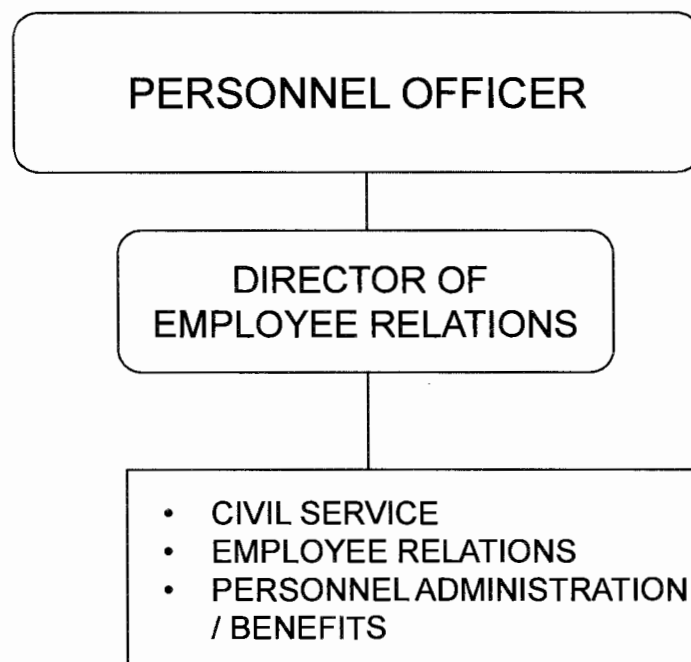 PERSONNEL OFFICER
DIRECTOR OF
EMPLOYEE RELATIONS
• CIVIL SERVICE
• EMPLOYEE RELATIONS
• PERSONNEL ADMINISTRATION
/ BENEFITS